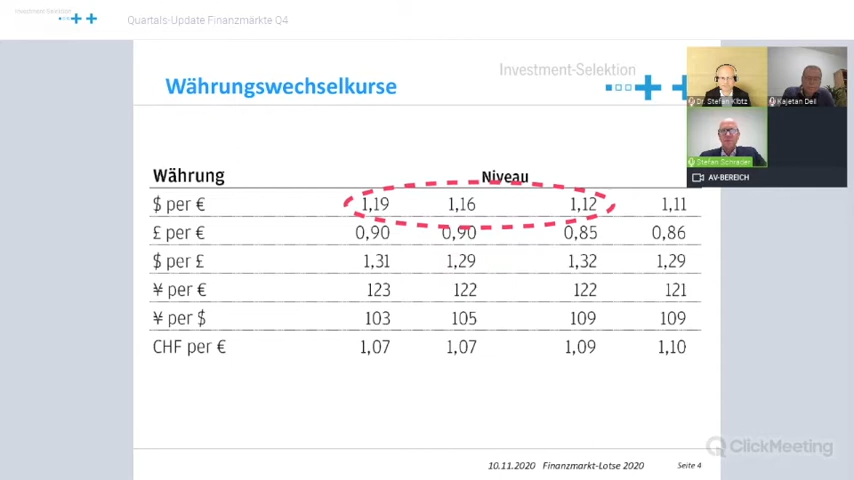 Investment-Selektion
Quartals-Update Finanzmärkte Q4
Investment-Selektion
Währungswechselkurse
Dr. Stefan Klotz
Kajetan Deil
Stefan Schrader
AV-BEREICH
Währung Niveau
$ per € 1,19 1,16 1,12 1,11
£ per € 0,90 0,90 0,85 0,86
$ per £ 1,31 1,29 1,32 1,29
¥ per € 123 122 122 121
¥ per $ 103 105 109 109
CHF per € 1,07 1,07 1,09 1,10
ClickMeeting
10.11.2020 Finanzmarkt-Lotse 2020 Seite 4